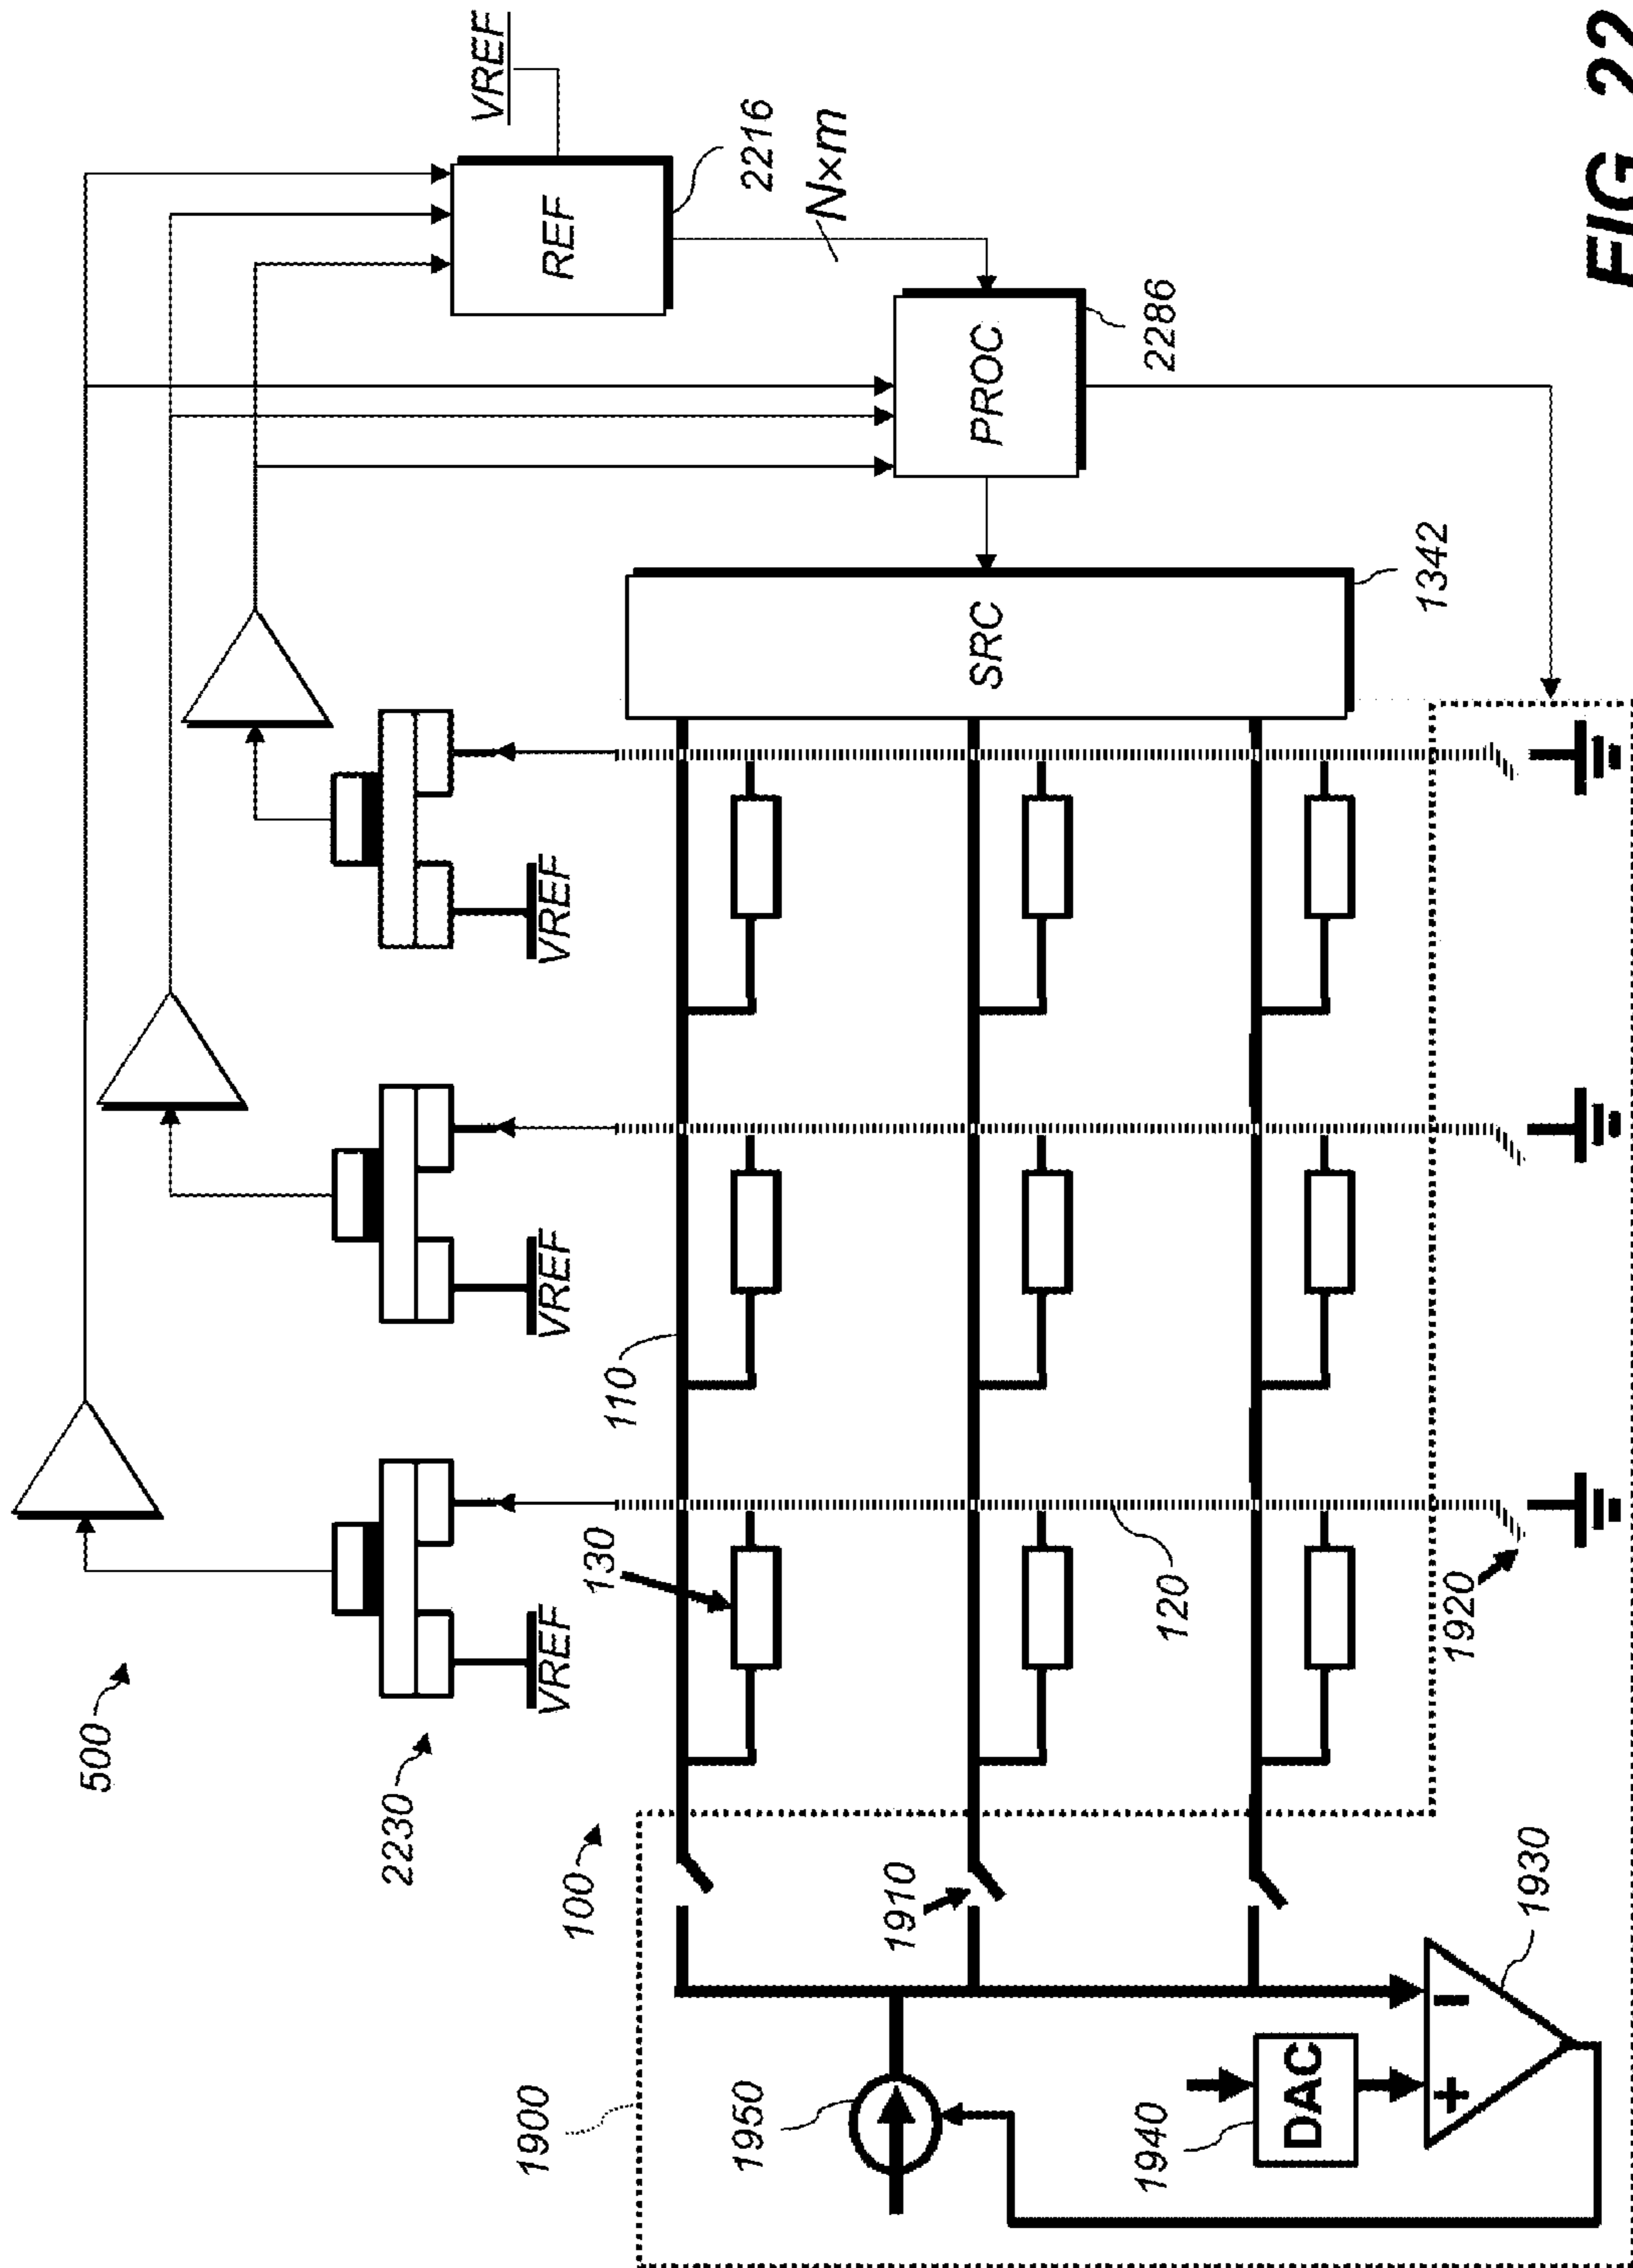 500
2230
VREF
VREF
VREF
VREF
REF
2216
N×m
PROC
2286
SRC
1342
100
110
130
120
1900
1910
1920
1950
1940
DAC
+
−
1930
FIG. 22